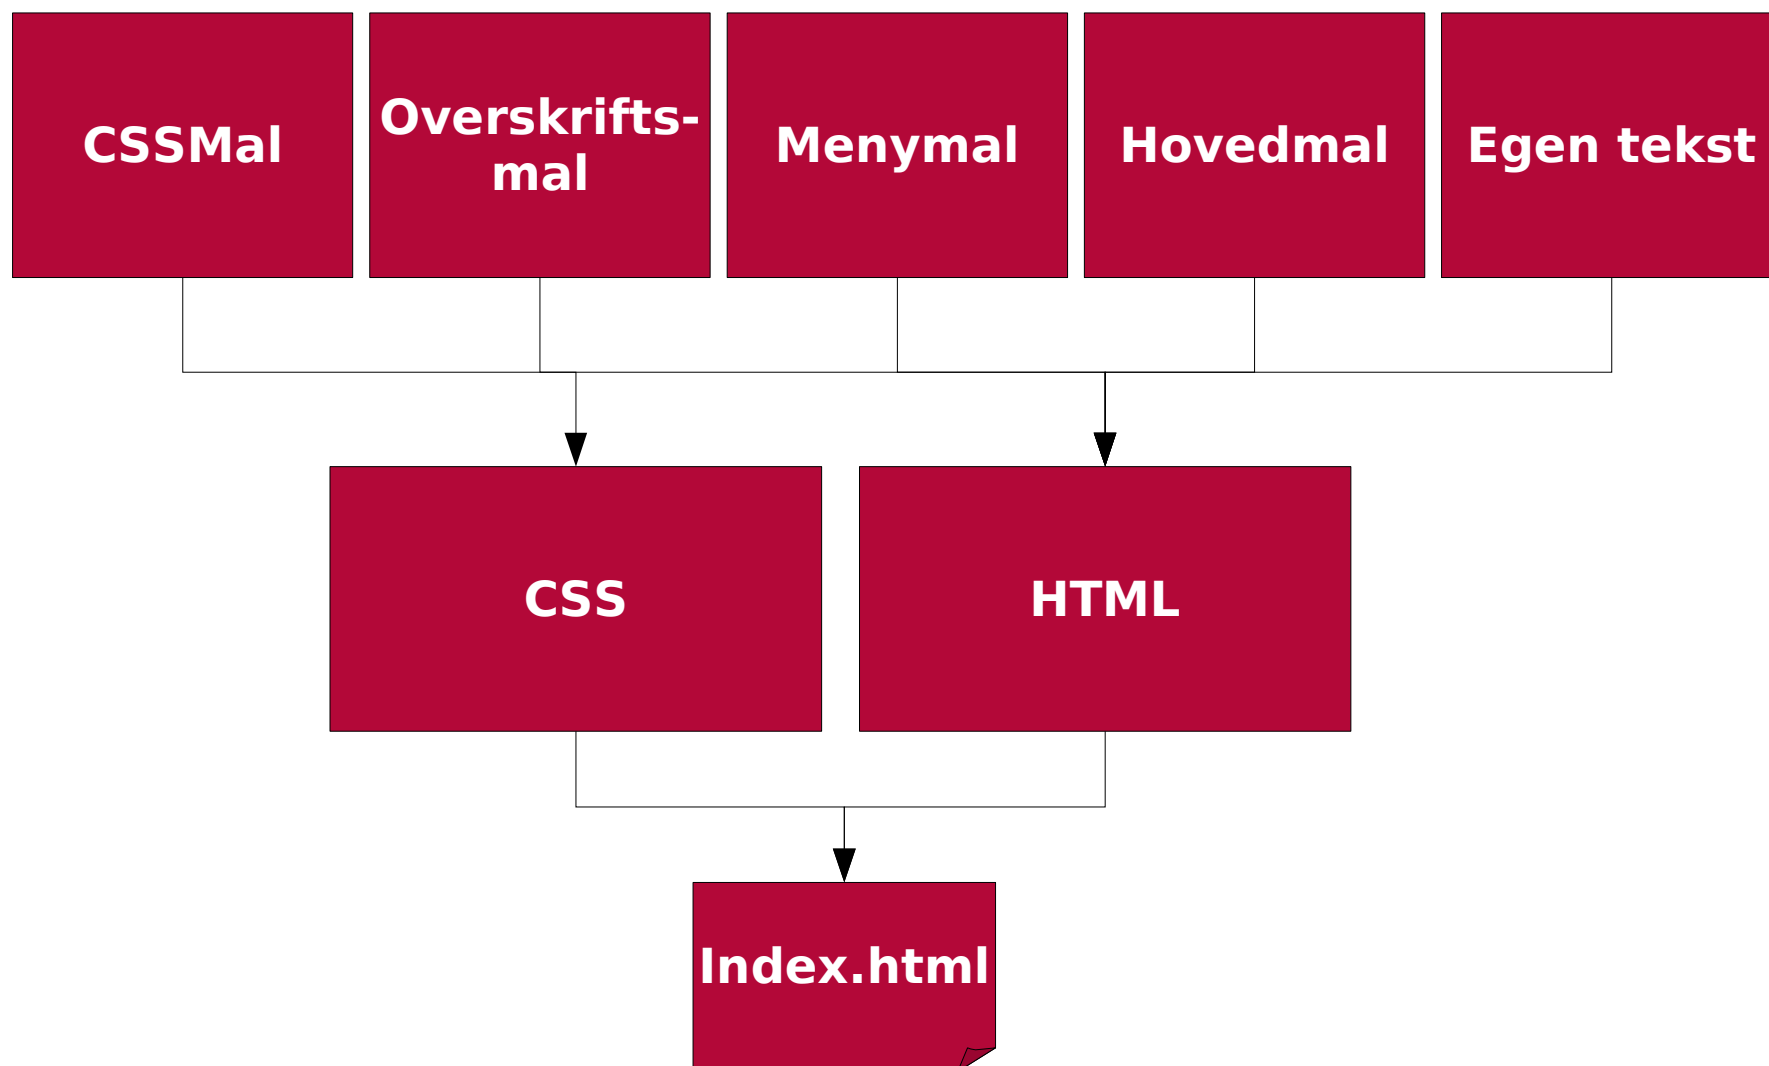 CSSMal
Overskrifts-
mal
Menymal
Hovedmal
Egen tekst
CSS
HTML
Index.html